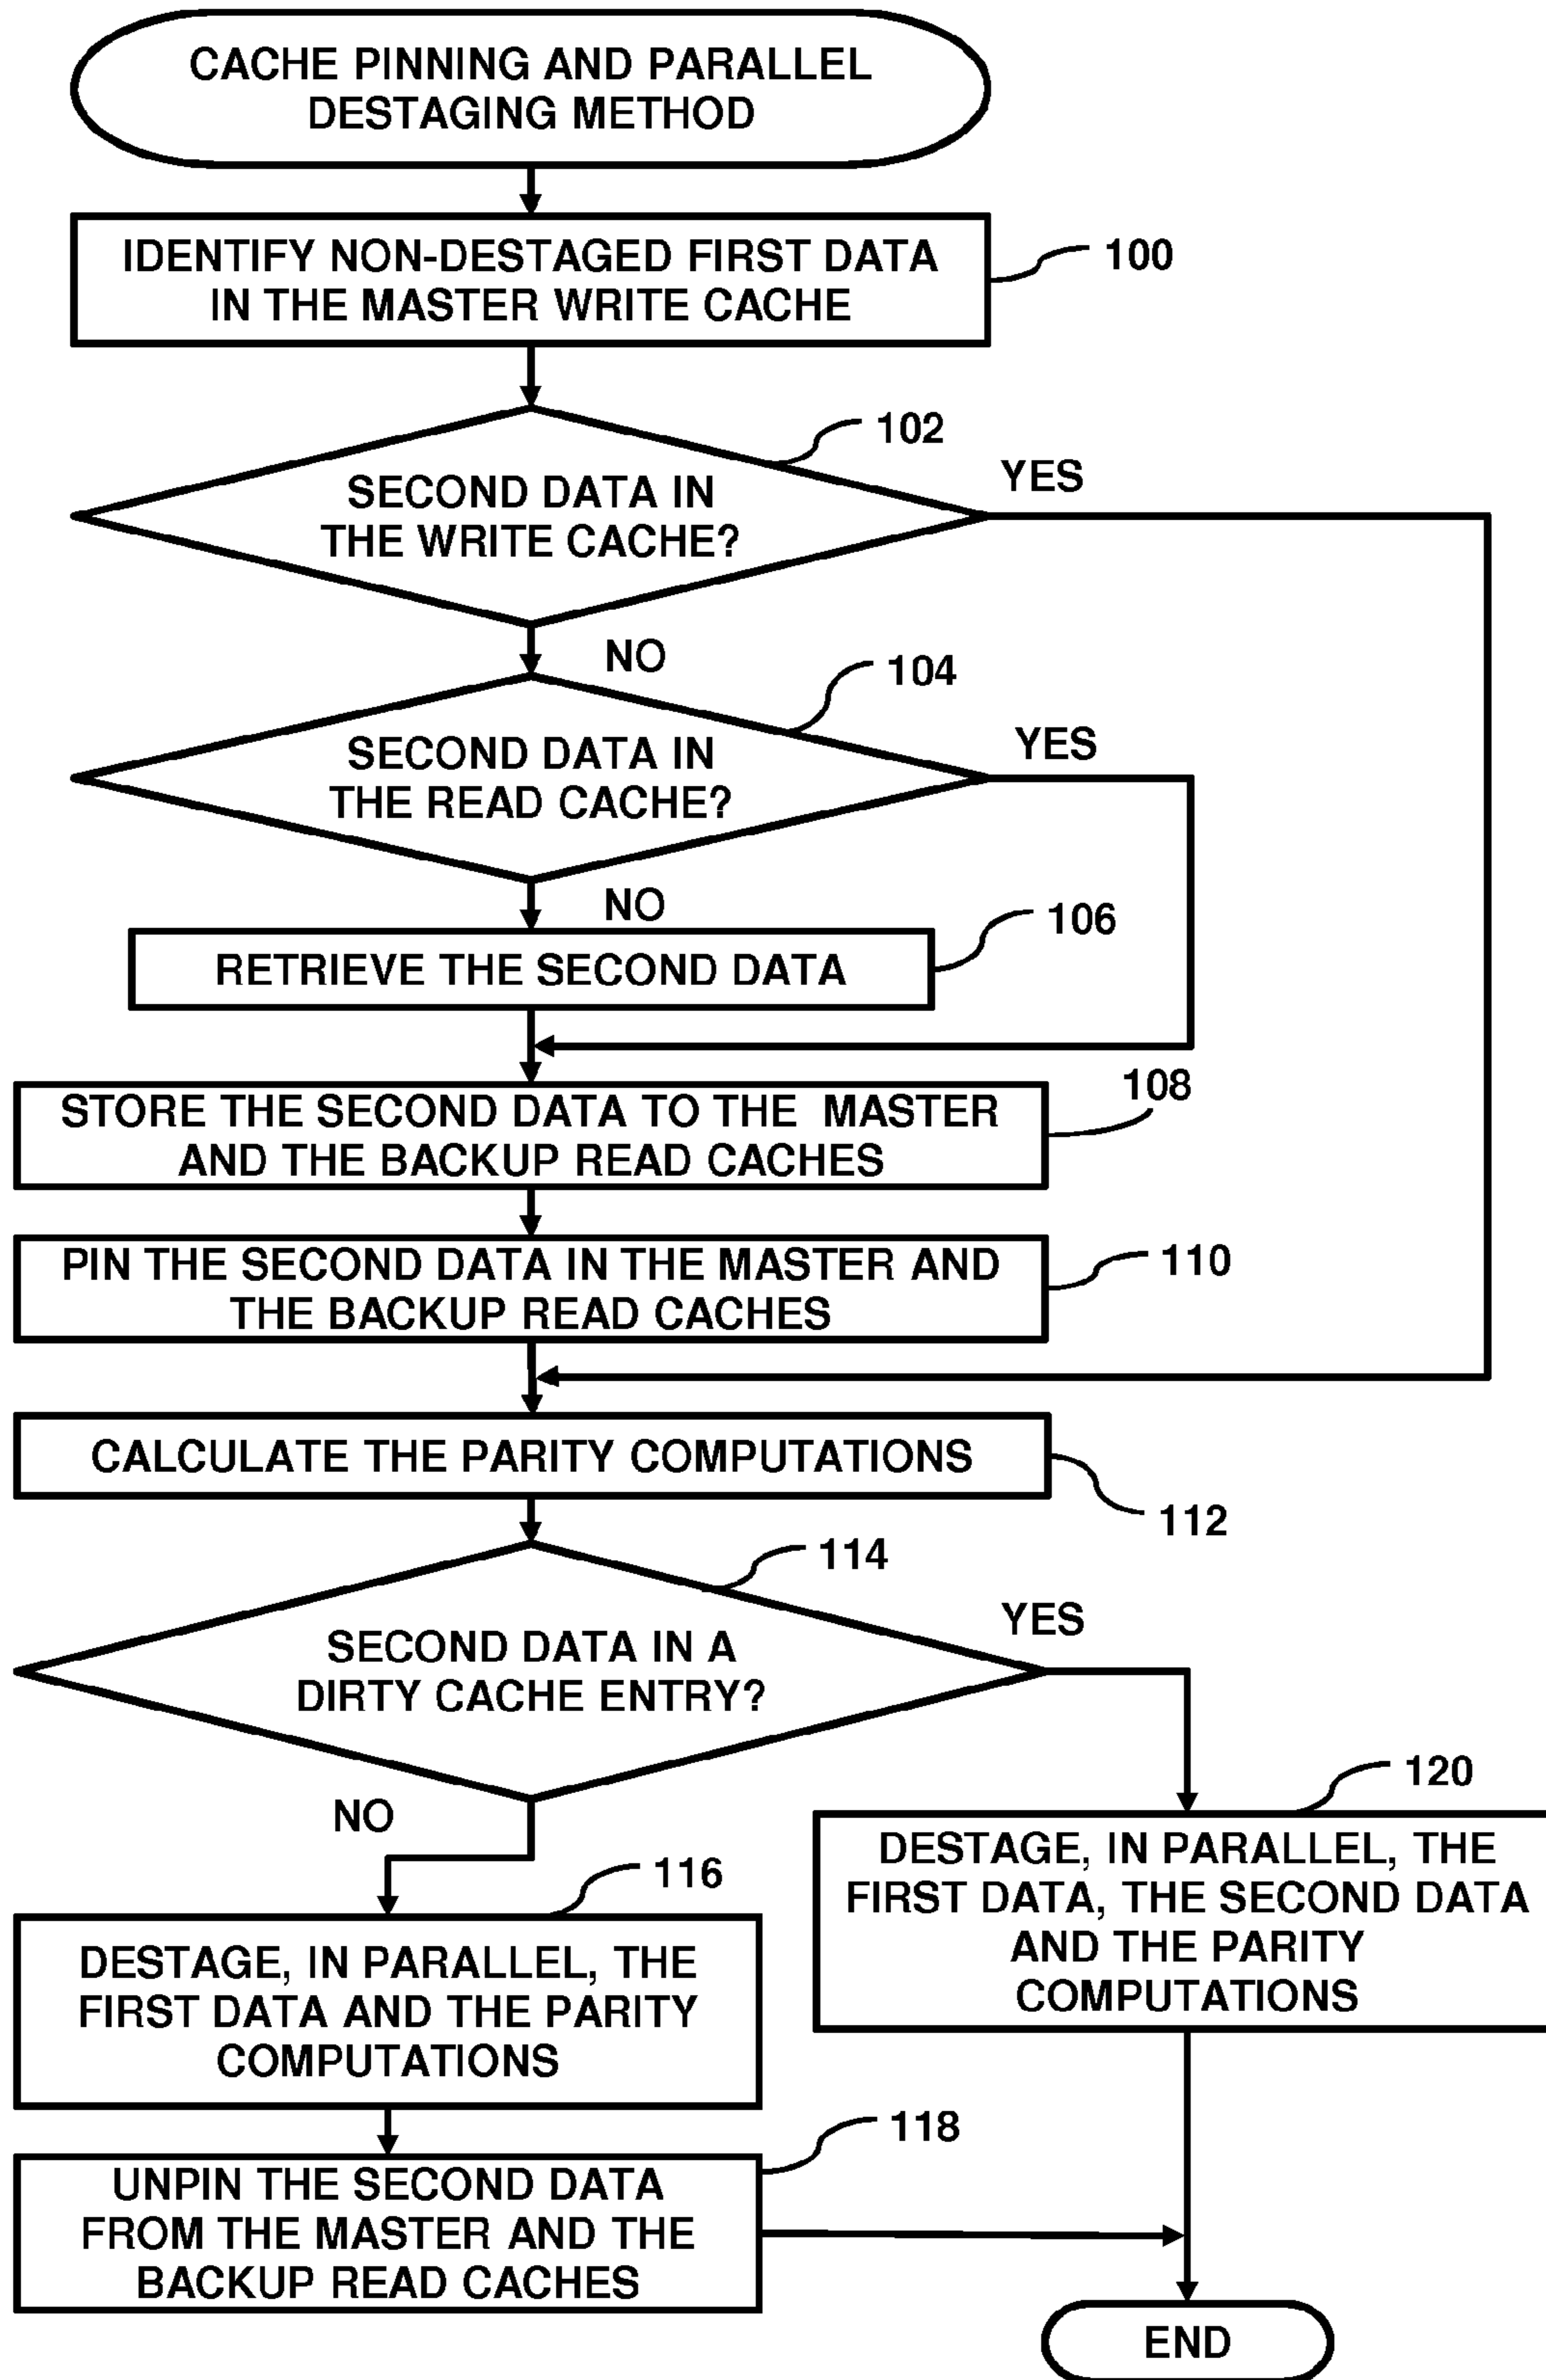 CACHE PINNING AND PARALLEL
DESTAGING METHOD
IDENTIFY NON-DESTAGED FIRST DATA
IN THE MASTER WRITE CACHE
100
102
SECOND DATA IN
THE WRITE CACHE?
YES
NO
104
SECOND DATA IN
THE READ CACHE?
YES
NO
106
RETRIEVE THE SECOND DATA
108
STORE THE SECOND DATA TO THE MASTER
AND THE BACKUP READ CACHES
PIN THE SECOND DATA IN THE MASTER AND
THE BACKUP READ CACHES
110
CALCULATE THE PARITY COMPUTATIONS
112
114
SECOND DATA IN A
DIRTY CACHE ENTRY?
YES
NO
116
DESTAGE, IN PARALLEL, THE
FIRST DATA AND THE PARITY
COMPUTATIONS
120
DESTAGE, IN PARALLEL, THE
FIRST DATA, THE SECOND DATA
AND THE PARITY
COMPUTATIONS
118
UNPIN THE SECOND DATA
FROM THE MASTER AND THE
BACKUP READ CACHES
END